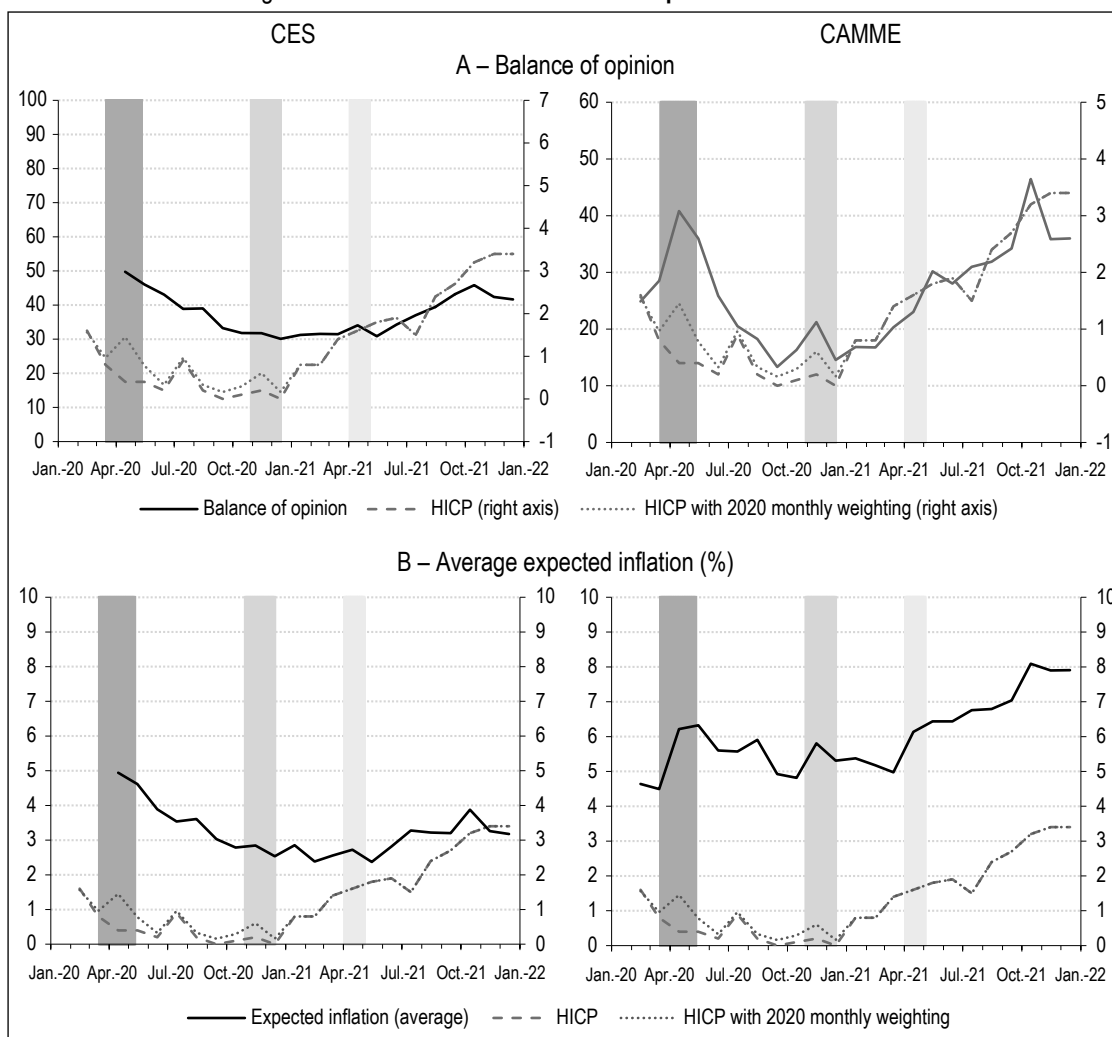 CES CAMME
A – Balance of opinion
100 7 60 5
90 6
80 5 50 4
70
60 4 40 3
50 3 30 2
40 2
30 1 20 1
20 0 10 0
10
0 -1 0 -1
Jan.-20 Apr.-20 Jul.-20 Oct.-20 Jan.-21 Apr.-21 Jul.-21 Oct.-21 Jan.-22 Jan.-20 Apr.-20 Jul.-20 Oct.-20 Jan.-21 Apr.-21 Jul.-21 Oct.-21 Jan.-22
Balance of opinion HICP (right axis) HICP with 2020 monthly weighting (right axis)
B – Average expected inflation (%)
10 10 10 10
9 9 9 9
8 8 8 8
7 7 7 7
6 6 6 6
5 5 5 5
4 4 4 4
3 3 3 3
2 2 2 2
1 1 1 1
0 0 0 0
Jan.-20 Apr.-20 Jul.-20 Oct.-20 Jan.-21 Apr.-21 Jul.-21 Oct.-21 Jan.-22 Jan.-20 Apr.-20 Jul.-20 Oct.-20 Jan.-21 Apr.-21 Jul.-21 Oct.-21 Jan.-22
Expected inflation (average) HICP HICP with 2020 monthly weighting